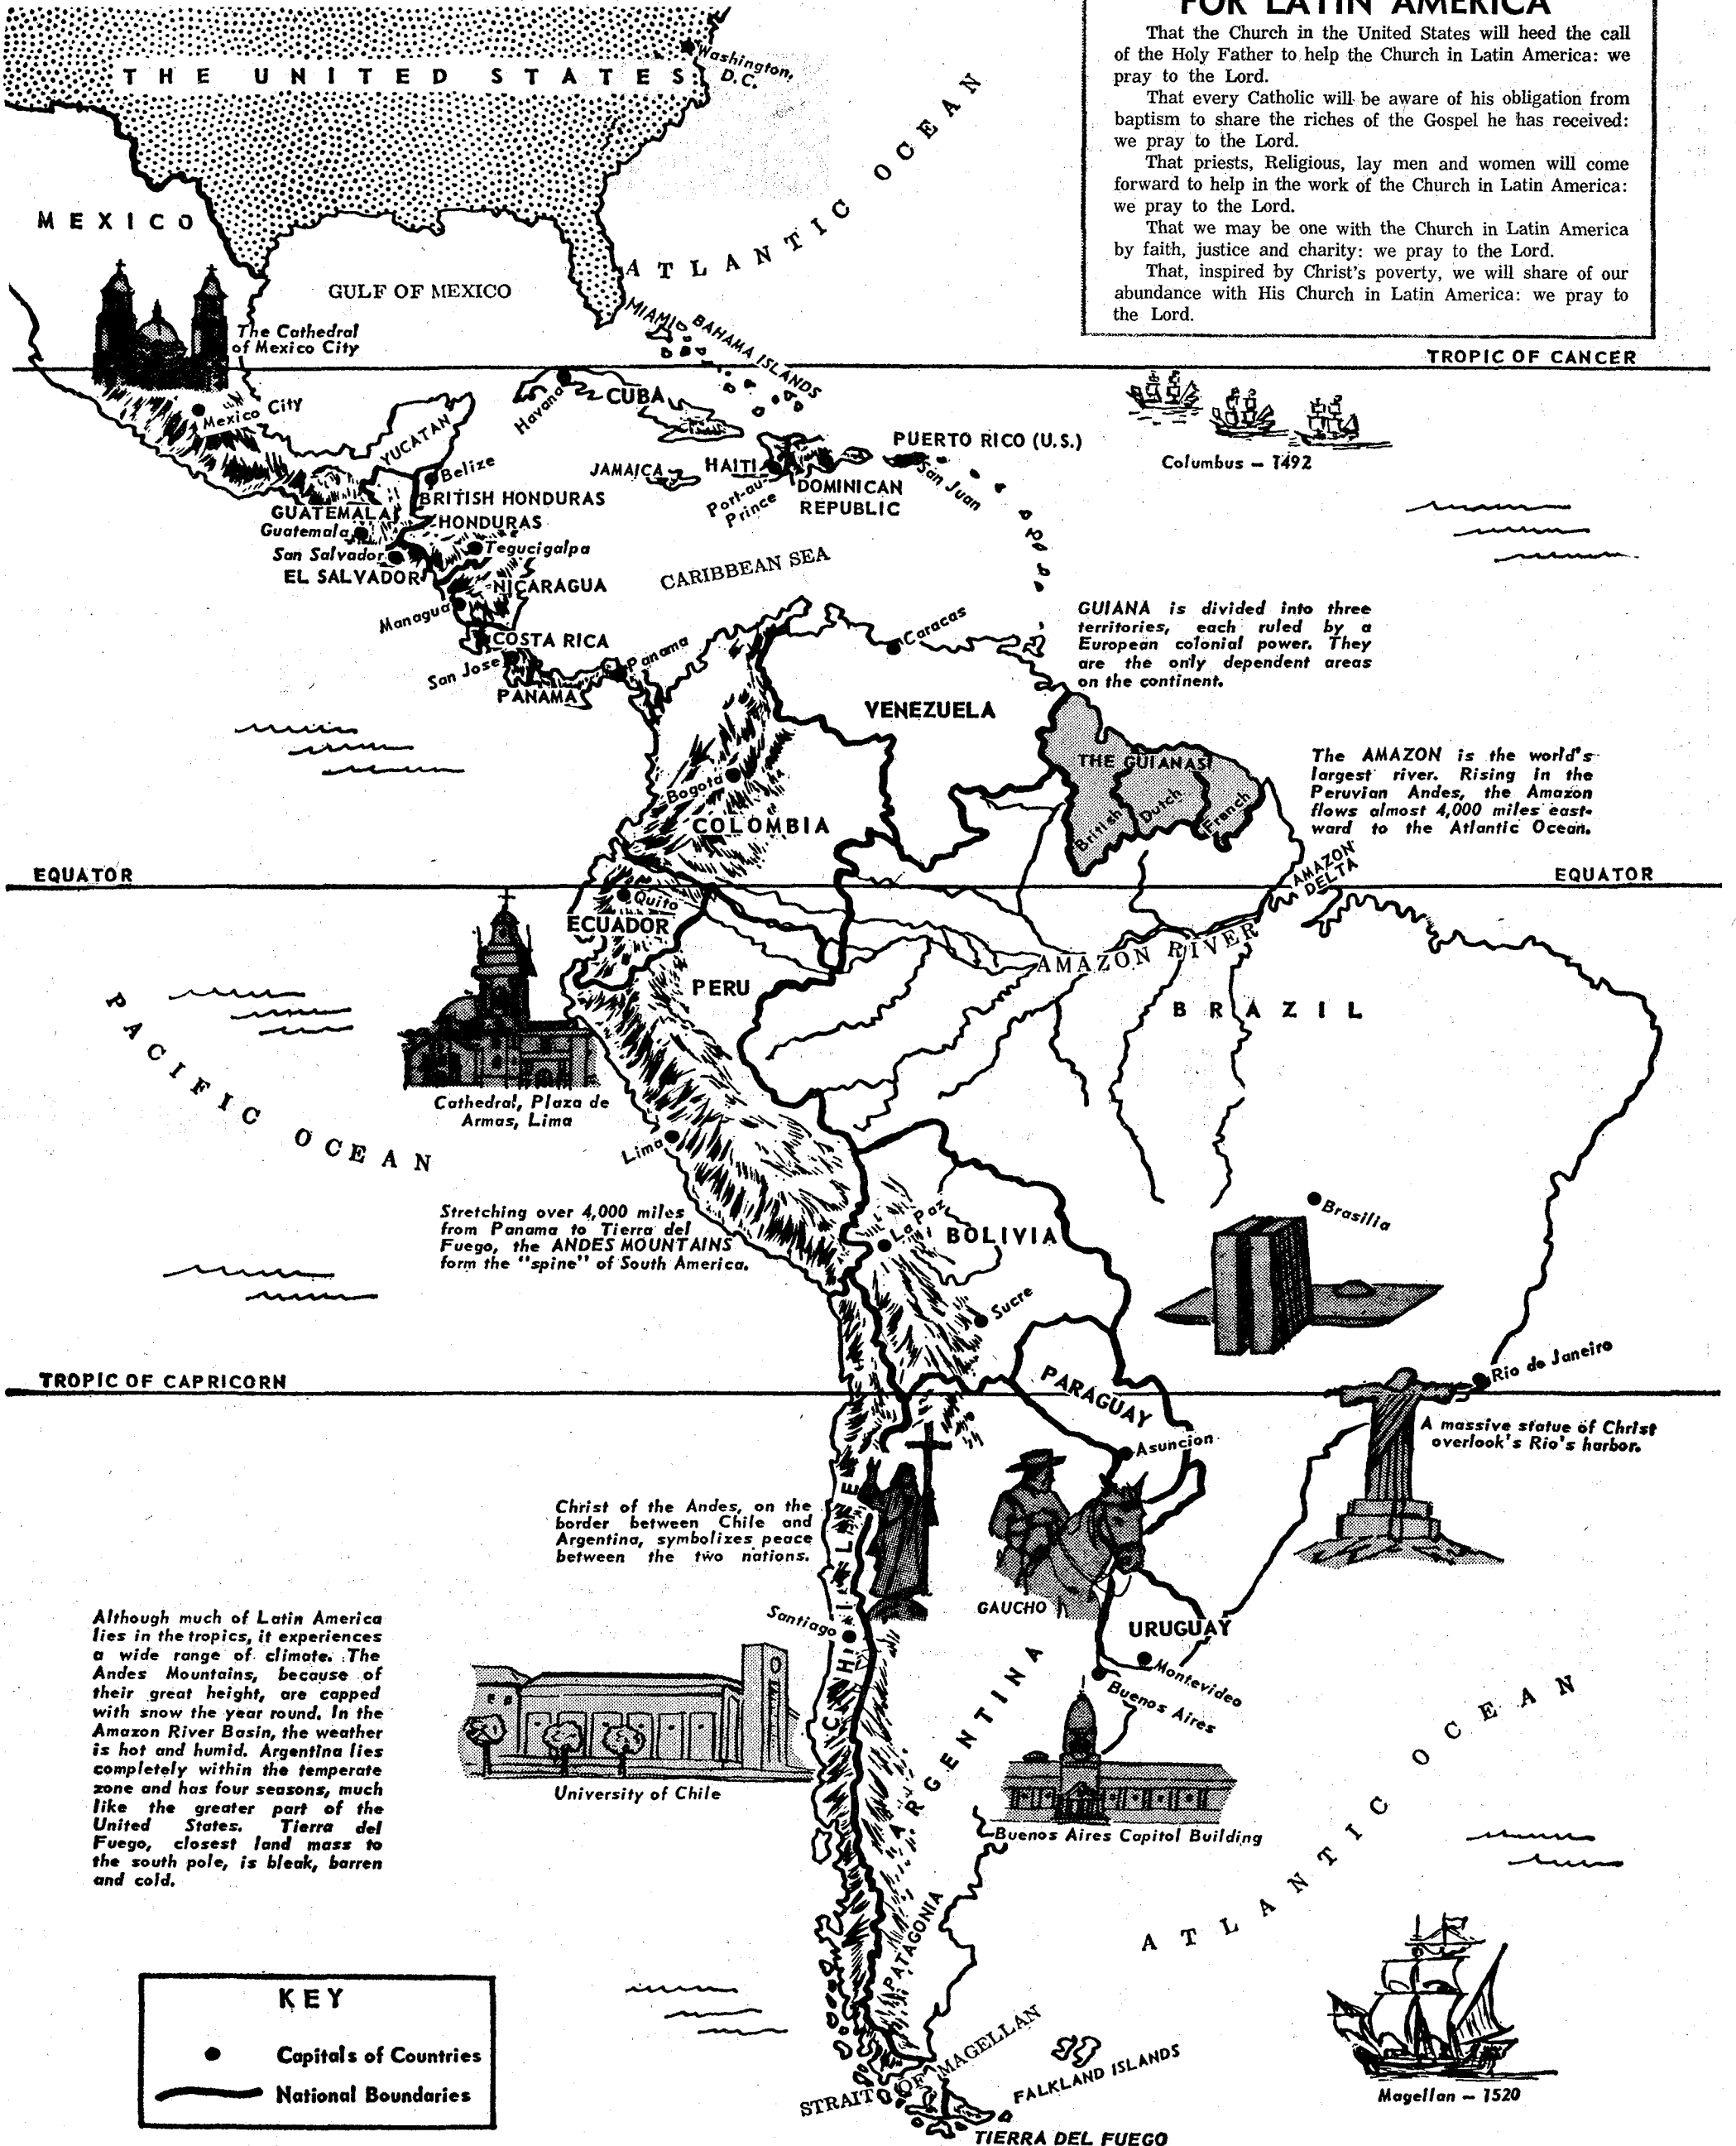 FOR LATIN AMERICA
That the Church in the United States will heed the call
of the Holy Father to help the Church in Latin America: we
pray to the Lord.
That every Catholic will be aware of his obligation from
baptism to share the riches of the Gospel he has received:
we pray to the Lord.
That priests, Religious, lay men and women will come
forward to help in the work of the Church in Latin America:
we pray to the Lord.
That we may be one with the Church in Latin America
by faith, justice and charity: we pray to the Lord.
That, inspired by Christ's poverty, we will share of our
abundance with His Church in Latin America: we pray to
the Lord.
Washington,
D.C.
THE UNITED STATES
ATLANTIC OCEAN
MEXICO
GULF OF MEXICO
The Cathedral
of Mexico City
MIAMI
BAHAMA ISLANDS
TROPIC OF CANCER
Havana
CUBA
Mexico City
YUCATAN
PUERTO RICO (U.S.)
Columbus – 1492
Belize
JAMAICA
HAITI
San Juan
Port-au-
Prince
DOMINICAN
REPUBLIC
BRITISH HONDURAS
GUATEMALA
HONDURAS
Guatemala
San Salvador
Tegucigalpa
EL SALVADOR
NICARAGUA
CARIBBEAN SEA
Managua
COSTA RICA
San Jose
Panama
PANAMA
Caracas
GUIANA is divided into three
territories, each ruled by a
European colonial power. They
are the only dependent areas
on the continent.
VENEZUELA
THE GUIANAS
British
Dutch
Franch
The AMAZON is the world's
largest river. Rising in the
Peruvian Andes, the Amazon
flows almost 4,000 miles east-
ward to the Atlantic Ocean.
Bogota
COLOMBIA
AMAZON
DELTA
EQUATOR
EQUATOR
Quito
ECUADOR
AMAZON RIVER
PERU
BRAZIL
PACIFIC OCEAN
Cathedral, Plaza de
Armas, Lima
Lima
Stretching over 4,000 miles
from Panama to Tierra del
Fuego, the ANDES MOUNTAINS
form the "spine" of South America.
La Paz
BOLIVIA
Brasilia
Sucre
TROPIC OF CAPRICORN
PARAGUAY
Rio de Janeiro
A massive statue of Christ
overlook's Rio's harbor.
Asuncion
Christ of the Andes, on the
border between Chile and
Argentina, symbolizes peace
between the two nations.
CHILE
GAUCHO
Santiago
URUGUAY
Montevideo
Buenos Aires
ARGENTINA
Although much of Latin America
lies in the tropics, it experiences
a wide range of climate. The
Andes Mountains, because of
their great height, are capped
with snow the year round. In the
Amazon River Basin, the weather
is hot and humid. Argentina lies
completely within the temperate
zone and has four seasons, much
like the greater part of the
United States. Tierra del
Fuego, closest land mass to
the south pole, is bleak, barren
and cold.
University of Chile
Buenos Aires Capitol Building
ATLANTIC OCEAN
PATAGONIA
KEY
Capitals of Countries
National Boundaries
STRAIT OF MAGELLAN
FALKLAND ISLANDS
TIERRA DEL FUEGO
Magellan – 1520